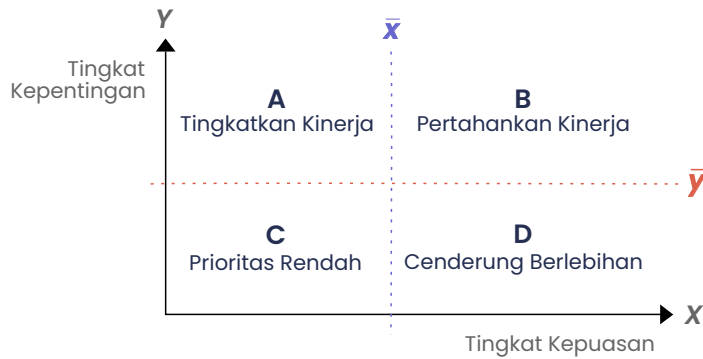 Y
x̅
Tingkat
Kepentingan
A
Tingkatkan Kinerja
B
Pertahankan Kinerja
y̅
C
Prioritas Rendah
D
Cenderung Berlebihan
X
Tingkat Kepuasan